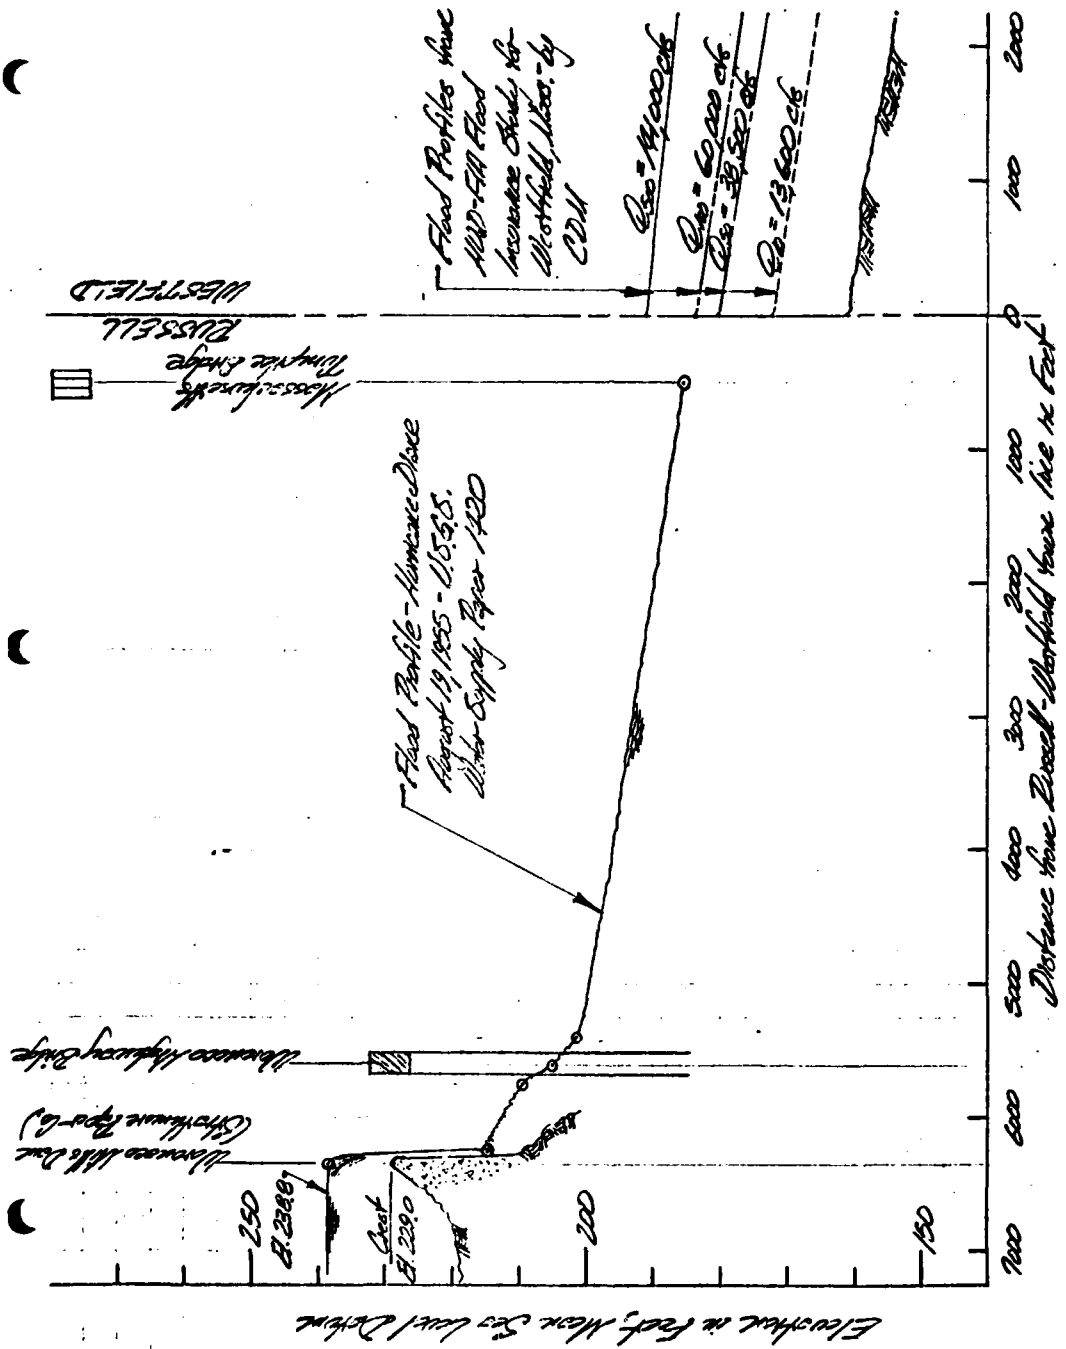 Flood Profiles from
HUD-FIA Flood
Insurance Study for
Westfield, Mass. by
CDM
Q500 = 144,000 cfs
Q100 = 60,000 cfs
Q50 = 38,500 cfs
Q10 = 13,600 cfs
WESTFIELD
RUSSELL
Massachusetts
Turnpike Bridge
Flood Profile - Hurricane Diane
August 19, 1955 - U.S.G.S.
Water Supply Paper 1420
Woronoco Highway Bridge
Woronoco Mills Dam
(Strathmore Paper Co.)
El. 238.87
Crest
El. 229.0
250
200
150
7000
6000
5000
4000
3000
2000
1000
0
1000
2000
Distance from Russell-Westfield Town Line in Feet
Elevation in Feet, Mean Sea Level Datum